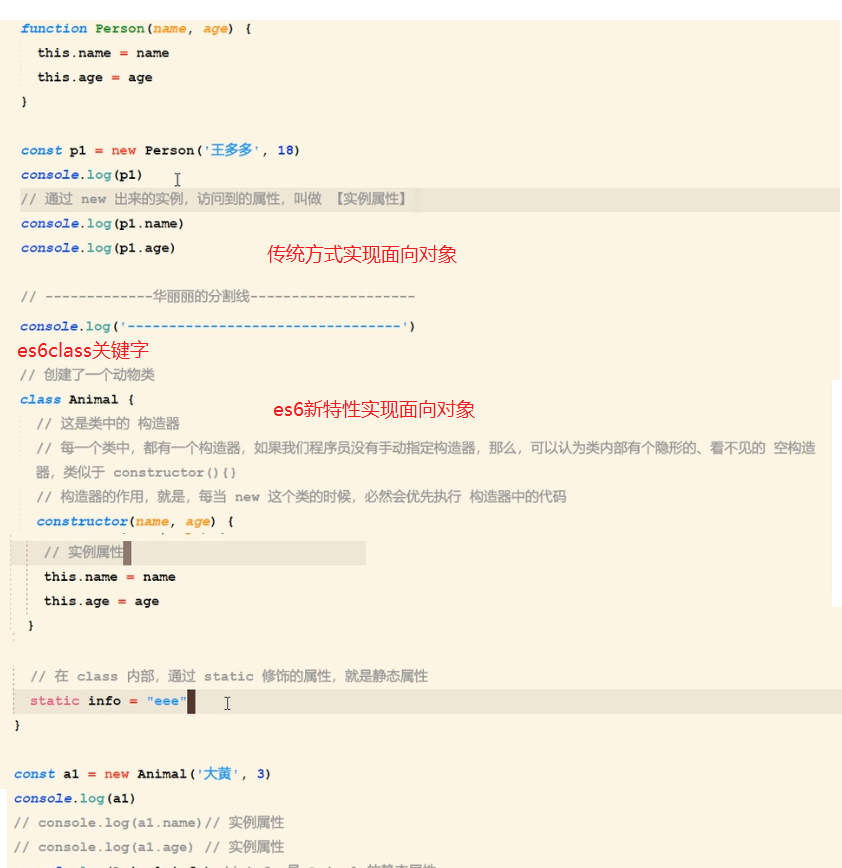 function Person(name, age) {
this.name = name
this.age = age
}
const p1 = new Person('王多多', 18)
console.log(p1)
// 通过 new 出来的实例，访问到的属性，叫做 【实例属性】
console.log(p1.name)
console.log(p1.age)
传统方式实现面向对象
// -------------华丽丽的分割线--------------------
console.log('---------------------------------')
es6class关键字
// 创建了一个动物类
class Animal {
es6新特性实现面向对象
// 这是类中的 构造器
// 每一个类中，都有一个构造器，如果我们程序员没有手动指定构造器，那么，可以认为类内部有个隐形的、看不见的 空构造
器，类似于 constructor(){}
// 构造器的作用，就是，每当 new 这个类的时候，必然会优先执行 构造器中的代码
constructor(name, age) {
// 实例属性
this.name = name
this.age = age
}
// 在 class 内部，通过 static 修饰的属性，就是静态属性
static info = "eee"
}
const a1 = new Animal('大黄', 3)
console.log(a1)
// console.log(a1.name)// 实例属性
// console.log(a1.age) // 实例属性